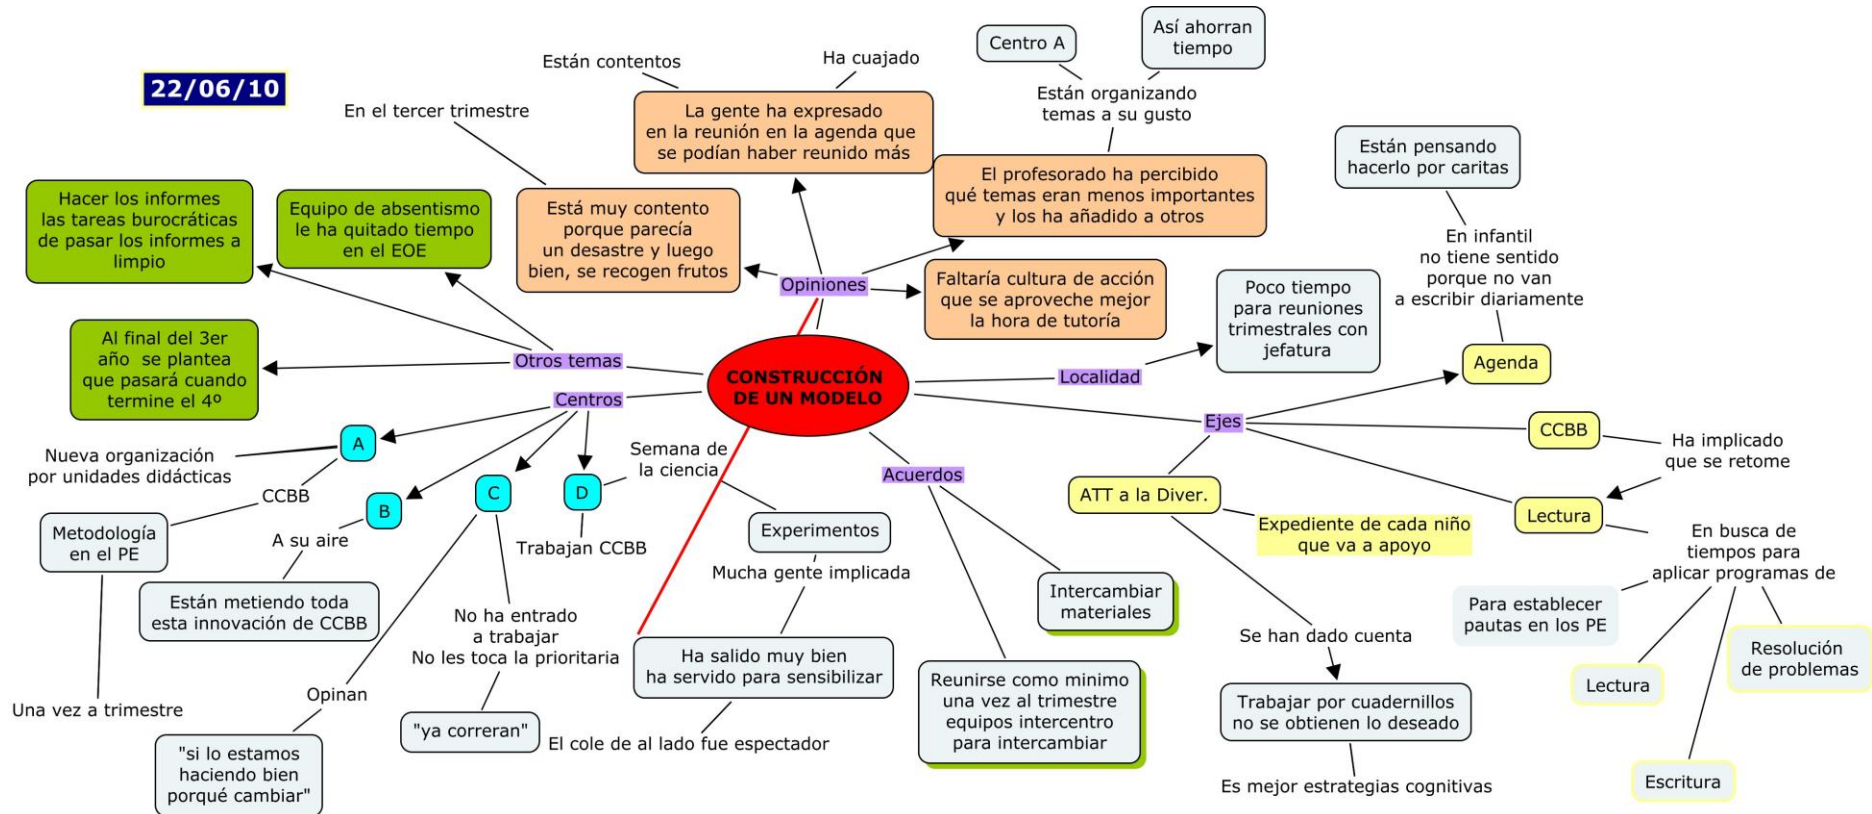 22/06/10
Están contentos
Ha cuajado
Centro A
Así ahorran
tiempo
En el tercer trimestre
La gente ha expresado
en la reunión en la agenda que
se podían haber reunido más
Están organizando
temas a su gusto
Están pensando
hacerlo por caritas
Hacer los informes
las tareas burocráticas
de pasar los informes a
limpio
Equipo de absentismo
le ha quitado tiempo
en el EOE
Está muy contento
porque parecía
un desastre y luego
bien, se recogen frutos
El profesorado ha percibido
qué temas eran menos importantes
y los ha añadido a otros
En infantil
no tiene sentido
porque no van
a escribir diariamente
Opiniones
Faltaría cultura de acción
que se aproveche mejor
la hora de tutoría
Poco tiempo
para reuniones
trimestrales con
jefatura
Al final del 3er
año se plantea
que pasará cuando
termine el 4º
Otros temas
CONSTRUCCIÓN
DE UN MODELO
Localidad
Agenda
Centros
Ejes
CCBB
Ha implicado
que se retome
Nueva organización
por unidades didácticas
A
CCBB
B
C
D
Semana de
la ciencia
Acuerdos
ATT a la Diver.
Expediente de cada niño
que va a apoyo
Lectura
Metodología
en el PE
A su aire
Trabajan CCBB
Experimentos
En busca de
tiempos para
aplicar programas de
Están metiendo toda
esta innovación de CCBB
Mucha gente implicada
Intercambiar
materiales
Para establecer
pautas en los PE
No ha entrado
a trabajar
No les toca la prioritaria
Se han dado cuenta
Resolución
de problemas
Ha salido muy bien
ha servido para sensibilizar
Reunirse como minimo
una vez al trimestre
equipos intercentro
para intercambiar
Lectura
Opinan
Una vez a trimestre
Trabajar por cuadernillos
no se obtienen lo deseado
"ya correran"
El cole de al lado fue espectador
"si lo estamos
haciendo bien
porqué cambiar"
Es mejor estrategias cognitivas
Escritura